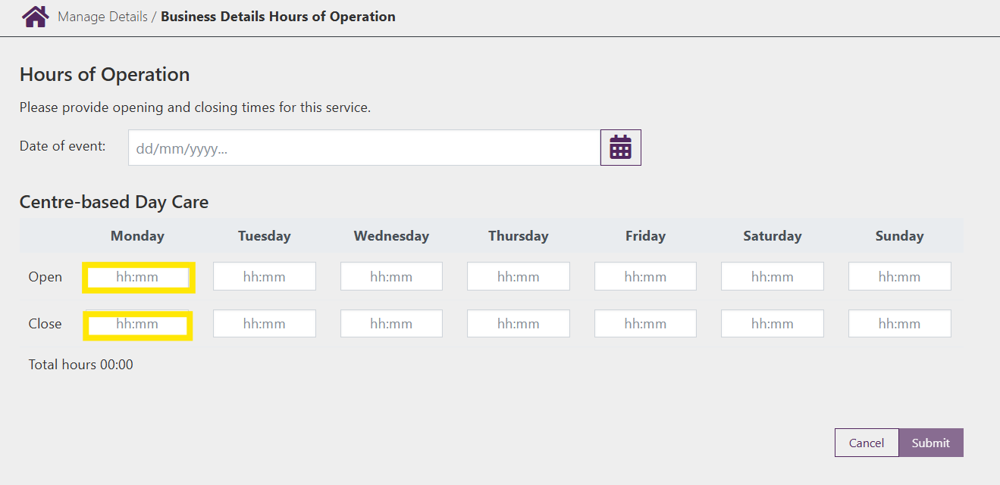 Manage Details / Business Details Hours of Operation
Hours of Operation
Please provide opening and closing times for this service.
Date of event: dd/mm/yyyy...
Centre-based Day Care
Monday Tuesday Wednesday Thursday Friday Saturday Sunday
Open hh:mm hh:mm hh:mm hh:mm hh:mm hh:mm hh:mm
Close hh:mm hh:mm hh:mm hh:mm hh:mm hh:mm hh:mm
Total hours 00:00
Cancel Submit